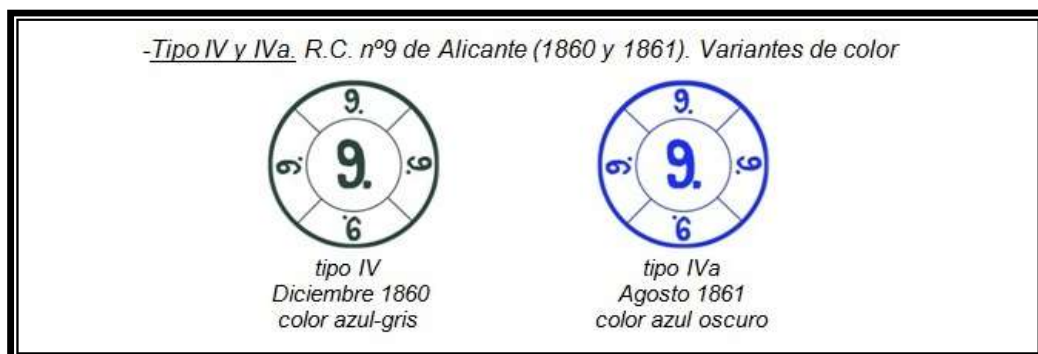 -Tipo IV y IVa. R.C. nº9 de Alicante (1860 y 1861). Variantes de color
9.
9. 9. 9.
9.
9.
9. 9. 9.
9.
tipo IV
Diciembre 1860
color azul-gris
tipo IVa
Agosto 1861
color azul oscuro